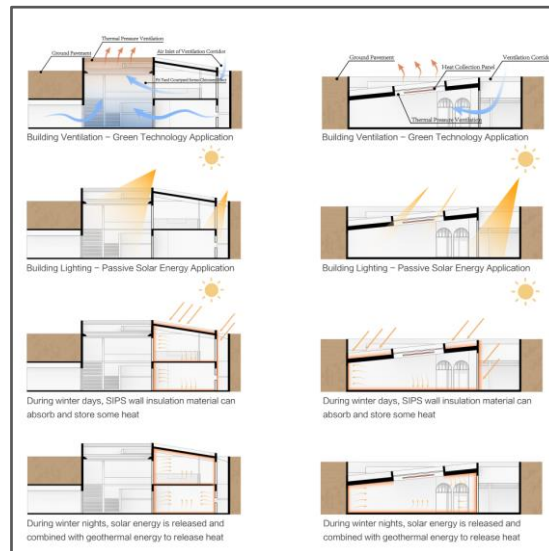 Thermal Pressure Ventilation
Ground Pavement
Air Inlet of Ventilation Corridor
Pit Yard
Building Ventilation – Green Technology Application
Ground Pavement
Heat Collection Panel
Ventilation Corridor
Thermal Pressure Ventilation
Building Ventilation – Green Technology Application
Building Lighting – Passive Solar Energy Application
Building Lighting – Passive Solar Energy Application
During winter days, SIPS wall insulation material can
absorb and store some heat
During winter days, SIPS wall insulation material can
absorb and store some heat
During winter nights, solar energy is released and
combined with geothermal energy to release heat
During winter nights, solar energy is released and
combined with geothermal energy to release heat